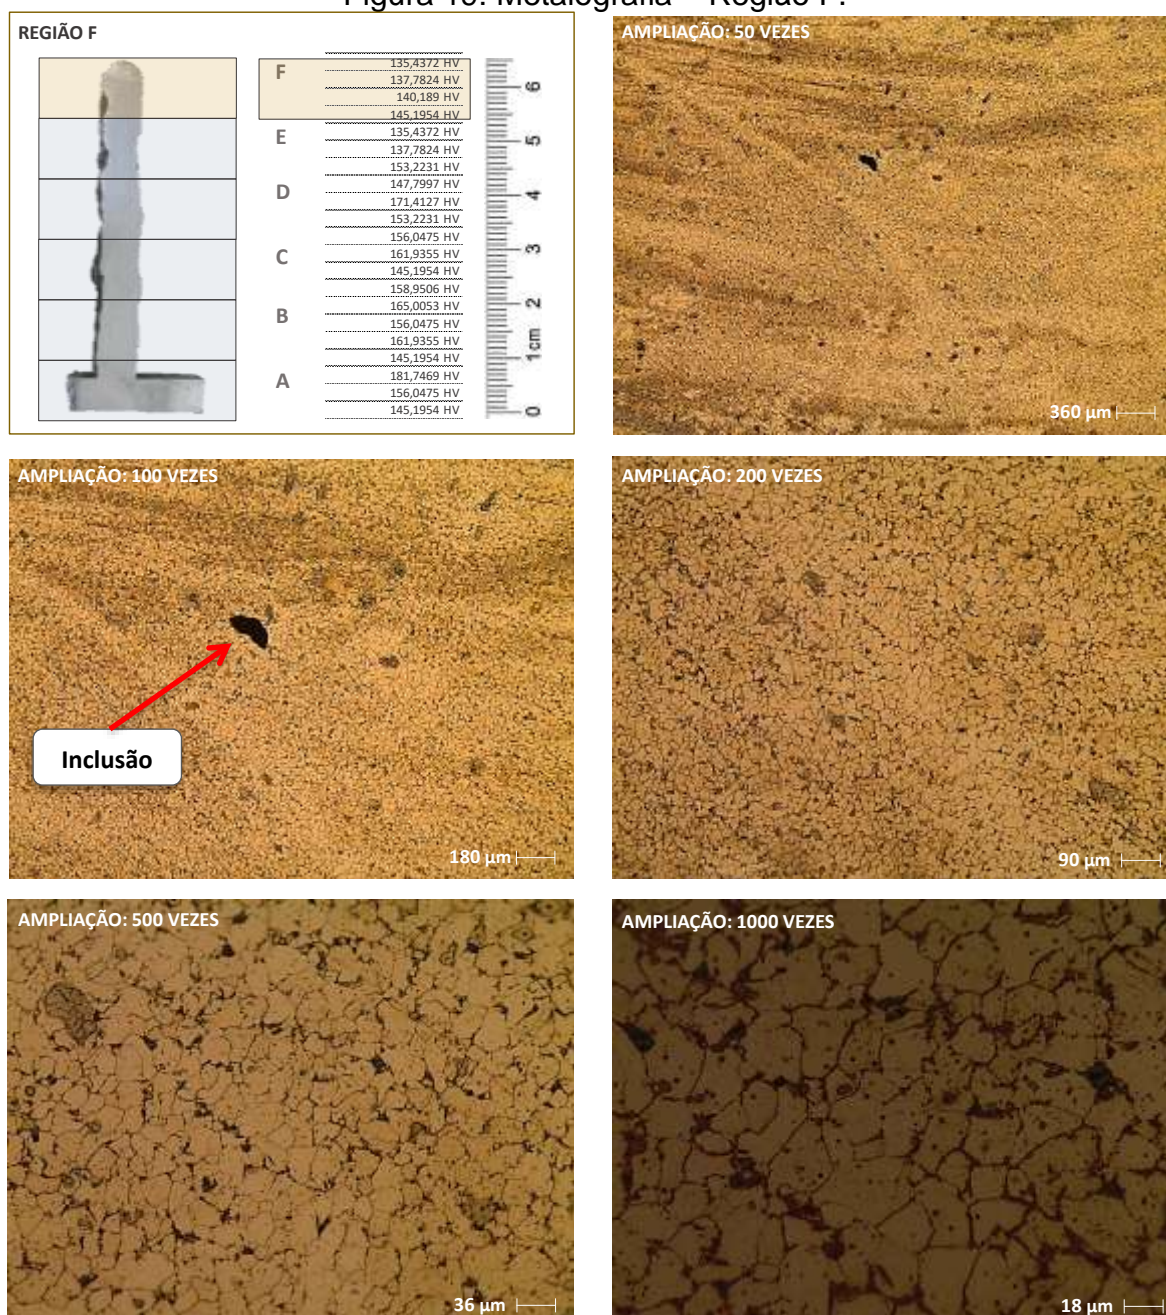 REGIÃO F
F
135,4372 HV
137,7824 HV
140,189 HV
145,1954 HV
E
135,4372 HV
137,7824 HV
153,2231 HV
D
147,7997 HV
171,4127 HV
153,2231 HV
156,0475 HV
C
161,9355 HV
145,1954 HV
158,9506 HV
B
165,0053 HV
156,0475 HV
161,9355 HV
145,1954 HV
A
181,7469 HV
156,0475 HV
145,1954 HV
6
5
4
3
2
1cm
0
AMPLIAÇÃO: 50 VEZES
360 µm
AMPLIAÇÃO: 100 VEZES
Inclusão
180 µm
AMPLIAÇÃO: 200 VEZES
90 µm
AMPLIAÇÃO: 500 VEZES
36 µm
AMPLIAÇÃO: 1000 VEZES
18 µm